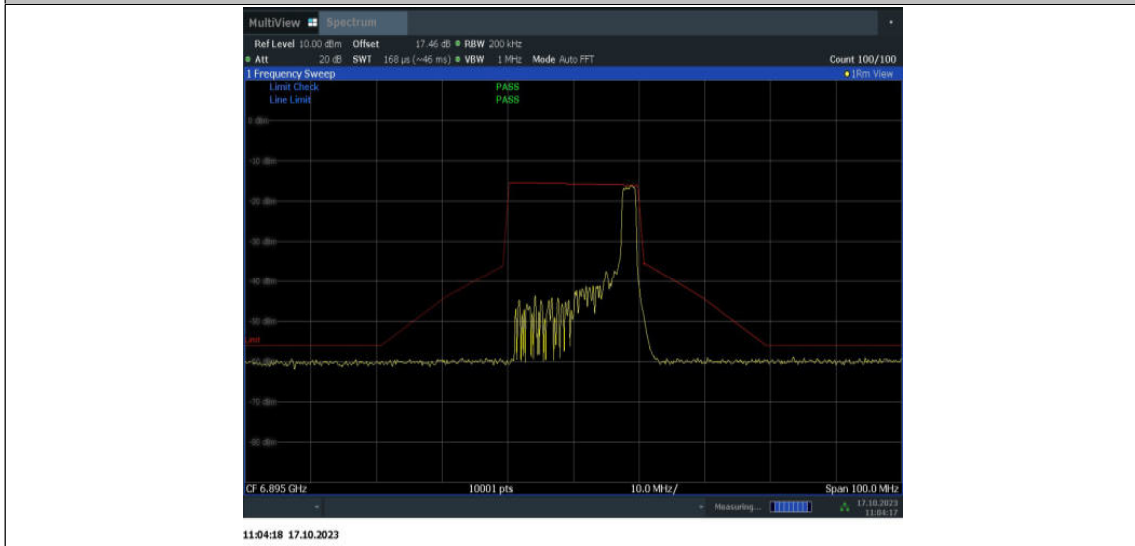 MultiView Spectrum
Ref Level 10.00 dBm Offset 17.46 dB RBW 200 kHz
Att 20 dB SWT 168 µs (~46 ms) VBW 1 MHz Mode Auto FFT Count 100/100
1 Frequency Sweep 1Rm View
Limit Check PASS
Line Limit PASS
0 dBm
-10 dBm
-20 dBm
-30 dBm
-40 dBm
-50 dBm
-60 dBm
-70 dBm
-80 dBm
CF 6.895 GHz 10001 pts 10.0 MHz/ Span 100.0 MHz
Measuring... 17.10.2023
11:04:17
11:04:18 17.10.2023